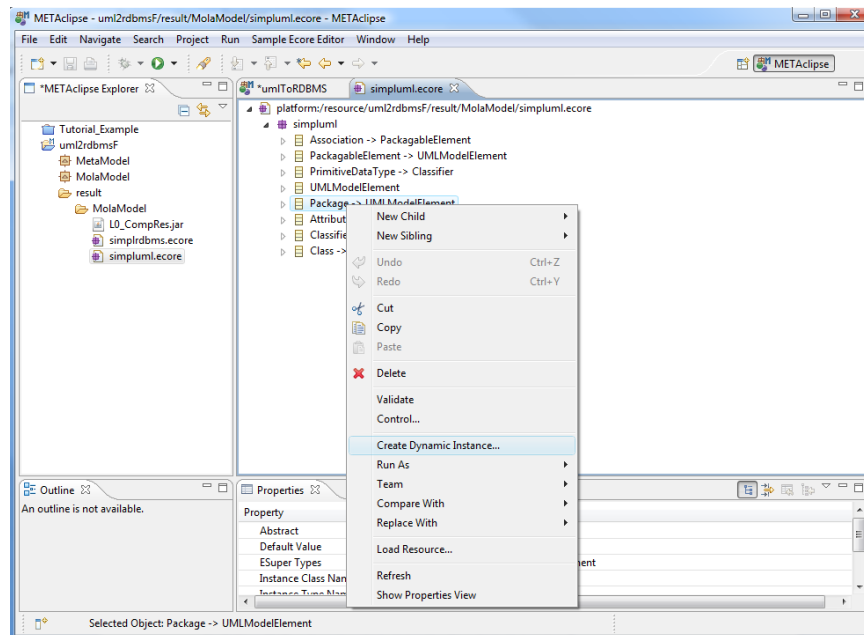 METAclipse - uml2rdbmsF/result/MolaModel/simpluml.ecore - METAclipse
File Edit Navigate Search Project Run Sample Ecore Editor Window Help
METAclipse
*METAclipse Explorer
*umlToRDBMS
simpluml.ecore
Tutorial_Example
uml2rdbmsF
MetaModel
MolaModel
result
MolaModel
L0_CompRes.jar
simplrdbms.ecore
simpluml.ecore
platform:/resource/uml2rdbmsF/result/MolaModel/simpluml.ecore
simpluml
Association -> PackagableElement
PackagableElement -> UMLModelElement
PrimitiveDataType -> Classifier
UMLModelElement
Package -> UMLModelElement
Attribut
Classifie
Class ->
New Child
New Sibling
Undo Ctrl+Z
Redo Ctrl+Y
Cut
Copy
Paste
Delete
Validate
Control...
Create Dynamic Instance...
Run As
Team
Compare With
Replace With
Load Resource...
Refresh
Show Properties View
Outline
An outline is not available.
Properties
Property
Abstract
Default Value
ESuper Types
ent
Instance Class Nan
Instance Type Nan
Selected Object: Package -> UMLModelElement